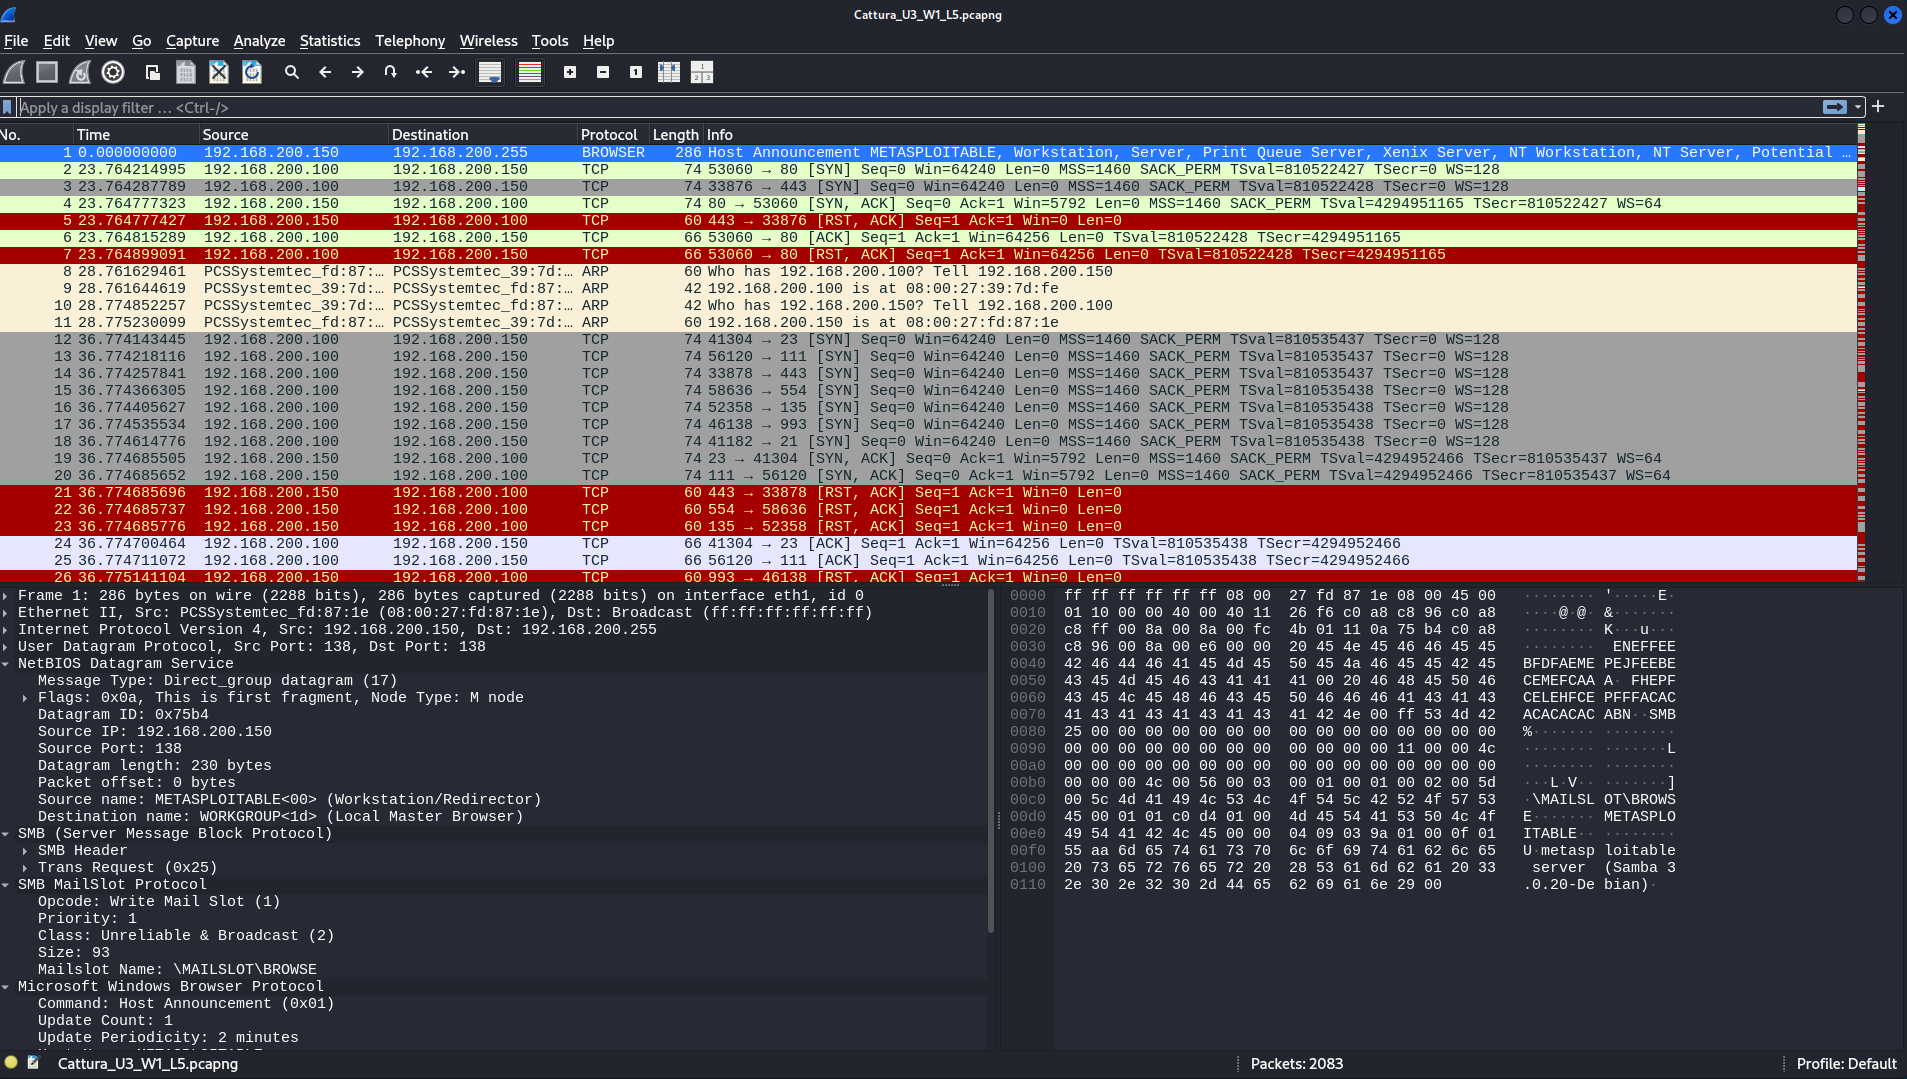 Cattura_U3_W1_L5.pcapng
File Edit View Go Capture Analyze Statistics Telephony Wireless Tools Help
Apply a display filter … <Ctrl-/>
No. Time Source Destination Protocol Length Info
1 0.000000000 192.168.200.150 192.168.200.255 BROWSER 286 Host Announcement METASPLOITABLE, Workstation, Server, Print Queue Server, Xenix Server, NT Workstation, NT Server, Potential …
2 23.764214995 192.168.200.100 192.168.200.150 TCP 74 53060 → 80 [SYN] Seq=0 Win=64240 Len=0 MSS=1460 SACK_PERM TSval=810522427 TSecr=0 WS=128
3 23.764287789 192.168.200.100 192.168.200.150 TCP 74 33876 → 443 [SYN] Seq=0 Win=64240 Len=0 MSS=1460 SACK_PERM TSval=810522428 TSecr=0 WS=128
4 23.764777323 192.168.200.150 192.168.200.100 TCP 74 80 → 53060 [SYN, ACK] Seq=0 Ack=1 Win=5792 Len=0 MSS=1460 SACK_PERM TSval=4294951165 TSecr=810522427 WS=64
5 23.764777427 192.168.200.150 192.168.200.100 TCP 60 443 → 33876 [RST, ACK] Seq=1 Ack=1 Win=0 Len=0
6 23.764815289 192.168.200.100 192.168.200.150 TCP 66 53060 → 80 [ACK] Seq=1 Ack=1 Win=64256 Len=0 TSval=810522428 TSecr=4294951165
7 23.764899091 192.168.200.100 192.168.200.150 TCP 66 53060 → 80 [RST, ACK] Seq=1 Ack=1 Win=64256 Len=0 TSval=810522428 TSecr=4294951165
8 28.761629461 PCSSystemtec_fd:87:… PCSSystemtec_39:7d:… ARP 60 Who has 192.168.200.100? Tell 192.168.200.150
9 28.761644619 PCSSystemtec_39:7d:… PCSSystemtec_fd:87:… ARP 42 192.168.200.100 is at 08:00:27:39:7d:fe
10 28.774852257 PCSSystemtec_39:7d:… PCSSystemtec_fd:87:… ARP 42 Who has 192.168.200.150? Tell 192.168.200.100
11 28.775230099 PCSSystemtec_fd:87:… PCSSystemtec_39:7d:… ARP 60 192.168.200.150 is at 08:00:27:fd:87:1e
12 36.774143445 192.168.200.100 192.168.200.150 TCP 74 41304 → 23 [SYN] Seq=0 Win=64240 Len=0 MSS=1460 SACK_PERM TSval=810535437 TSecr=0 WS=128
13 36.774218116 192.168.200.100 192.168.200.150 TCP 74 56120 → 111 [SYN] Seq=0 Win=64240 Len=0 MSS=1460 SACK_PERM TSval=810535437 TSecr=0 WS=128
14 36.774257841 192.168.200.100 192.168.200.150 TCP 74 33878 → 443 [SYN] Seq=0 Win=64240 Len=0 MSS=1460 SACK_PERM TSval=810535437 TSecr=0 WS=128
15 36.774366305 192.168.200.100 192.168.200.150 TCP 74 58636 → 554 [SYN] Seq=0 Win=64240 Len=0 MSS=1460 SACK_PERM TSval=810535438 TSecr=0 WS=128
16 36.774405627 192.168.200.100 192.168.200.150 TCP 74 52358 → 135 [SYN] Seq=0 Win=64240 Len=0 MSS=1460 SACK_PERM TSval=810535438 TSecr=0 WS=128
17 36.774535534 192.168.200.100 192.168.200.150 TCP 74 46138 → 993 [SYN] Seq=0 Win=64240 Len=0 MSS=1460 SACK_PERM TSval=810535438 TSecr=0 WS=128
18 36.774614776 192.168.200.100 192.168.200.150 TCP 74 41182 → 21 [SYN] Seq=0 Win=64240 Len=0 MSS=1460 SACK_PERM TSval=810535438 TSecr=0 WS=128
19 36.774685505 192.168.200.150 192.168.200.100 TCP 74 23 → 41304 [SYN, ACK] Seq=0 Ack=1 Win=5792 Len=0 MSS=1460 SACK_PERM TSval=4294952466 TSecr=810535437 WS=64
20 36.774685652 192.168.200.150 192.168.200.100 TCP 74 111 → 56120 [SYN, ACK] Seq=0 Ack=1 Win=5792 Len=0 MSS=1460 SACK_PERM TSval=4294952466 TSecr=810535437 WS=64
21 36.774685696 192.168.200.150 192.168.200.100 TCP 60 443 → 33878 [RST, ACK] Seq=1 Ack=1 Win=0 Len=0
22 36.774685737 192.168.200.150 192.168.200.100 TCP 60 554 → 58636 [RST, ACK] Seq=1 Ack=1 Win=0 Len=0
23 36.774685776 192.168.200.150 192.168.200.100 TCP 60 135 → 52358 [RST, ACK] Seq=1 Ack=1 Win=0 Len=0
24 36.774700464 192.168.200.100 192.168.200.150 TCP 66 41304 → 23 [ACK] Seq=1 Ack=1 Win=64256 Len=0 TSval=810535438 TSecr=4294952466
25 36.774711072 192.168.200.100 192.168.200.150 TCP 66 56120 → 111 [ACK] Seq=1 Ack=1 Win=64256 Len=0 TSval=810535438 TSecr=4294952466
26 36.775141104 192.168.200.150 192.168.200.100 TCP 60 993 → 46138 [RST, ACK] Seq=1 Ack=1 Win=0 Len=0
Frame 1: 286 bytes on wire (2288 bits), 286 bytes captured (2288 bits) on interface eth1, id 0
Ethernet II, Src: PCSSystemtec_fd:87:1e (08:00:27:fd:87:1e), Dst: Broadcast (ff:ff:ff:ff:ff:ff)
Internet Protocol Version 4, Src: 192.168.200.150, Dst: 192.168.200.255
User Datagram Protocol, Src Port: 138, Dst Port: 138
NetBIOS Datagram Service
Message Type: Direct_group datagram (17)
Flags: 0x0a, This is first fragment, Node Type: M node
Datagram ID: 0x75b4
Source IP: 192.168.200.150
Source Port: 138
Datagram length: 230 bytes
Packet offset: 0 bytes
Source name: METASPLOITABLE<00> (Workstation/Redirector)
Destination name: WORKGROUP<1d> (Local Master Browser)
SMB (Server Message Block Protocol)
SMB Header
Trans Request (0x25)
SMB MailSlot Protocol
Opcode: Write Mail Slot (1)
Priority: 1
Class: Unreliable & Broadcast (2)
Size: 93
Mailslot Name: \MAILSLOT\BROWSE
Microsoft Windows Browser Protocol
Command: Host Announcement (0x01)
Update Count: 1
Update Periodicity: 2 minutes
0000 ff ff ff ff ff ff 08 00 27 fd 87 1e 08 00 45 00 ········ '·····E·
0010 01 10 00 00 40 00 40 11 26 f6 c0 a8 c8 96 c0 a8 ····@·@· &·······
0020 c8 ff 00 8a 00 8a 00 fc 4b 01 11 0a 75 b4 c0 a8 ········ K···u···
0030 c8 96 00 8a 00 e6 00 00 20 45 4e 45 46 46 45 45 ········ ENEFFEE
0040 42 46 44 46 41 45 4d 45 50 45 4a 46 45 45 42 45 BFDFAEME PEJFEEBE
0050 43 45 4d 45 46 43 41 41 41 00 20 46 48 45 50 46 CEMEFCAA A· FHEPF
0060 43 45 4c 45 48 46 43 45 50 46 46 46 41 43 41 43 CELEHFCE PFFFACAC
0070 41 43 41 43 41 43 41 43 41 42 4e 00 ff 53 4d 42 ACACACAC ABN··SMB
0080 25 00 00 00 00 00 00 00 00 00 00 00 00 00 00 00 %······· ········
0090 00 00 00 00 00 00 00 00 00 00 00 00 11 00 00 4c ········ ·······L
00a0 00 00 00 00 00 00 00 00 00 00 00 00 00 00 00 00 ········ ········
00b0 00 00 00 4c 00 56 00 03 00 01 00 01 00 02 00 5d ···L·V·· ·······]
00c0 00 5c 4d 41 49 4c 53 4c 4f 54 5c 42 52 4f 57 53 ·\MAILSL OT\BROWS
00d0 45 00 01 01 c0 d4 01 00 4d 45 54 41 53 50 4c 4f E······· METASPLO
00e0 49 54 41 42 4c 45 00 00 04 09 03 9a 01 00 0f 01 ITABLE·· ········
00f0 55 aa 6d 65 74 61 73 70 6c 6f 69 74 61 62 6c 65 U·metasp loitable
0100 20 73 65 72 76 65 72 20 28 53 61 6d 62 61 20 33 server (Samba 3
0110 2e 30 2e 32 30 2d 44 65 62 69 61 6e 29 00 .0.20-De bian)·
Cattura_U3_W1_L5.pcapng
Packets: 2083
Profile: Default